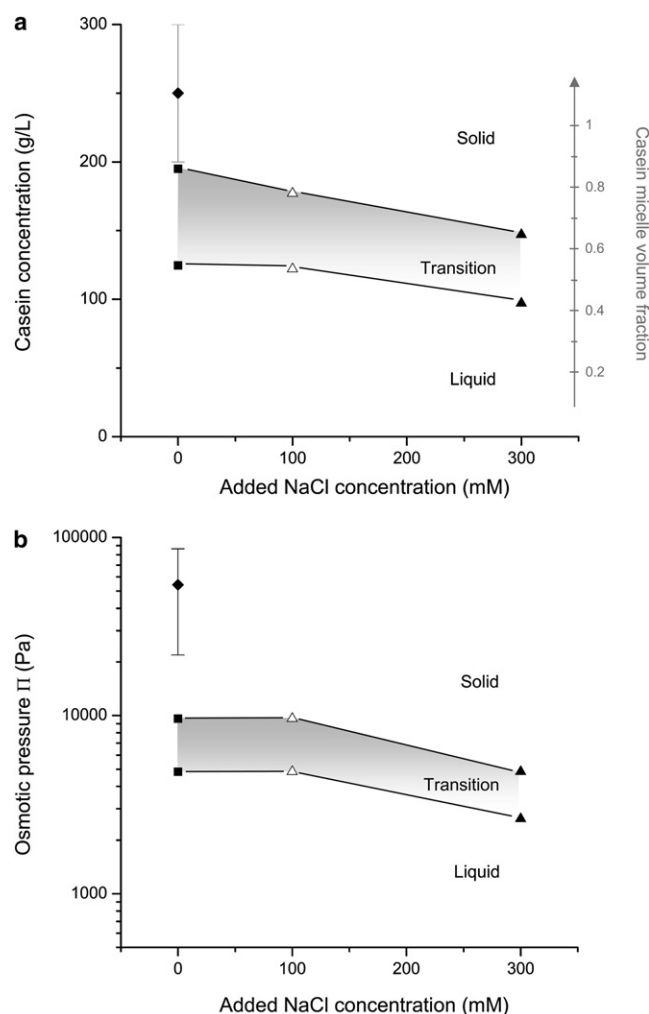 a
300
200
100
0
Casein concentration (g/L)
Solid
Transition
Liquid
1
0.8
0.6
0.4
0.2
Casein micelle volume fraction
0
100
200
300
Added NaCl concentration (mM)
b
100000
10000
1000
Osmotic pressure Π (Pa)
Solid
Transition
Liquid
0
100
200
300
Added NaCl concentration (mM)